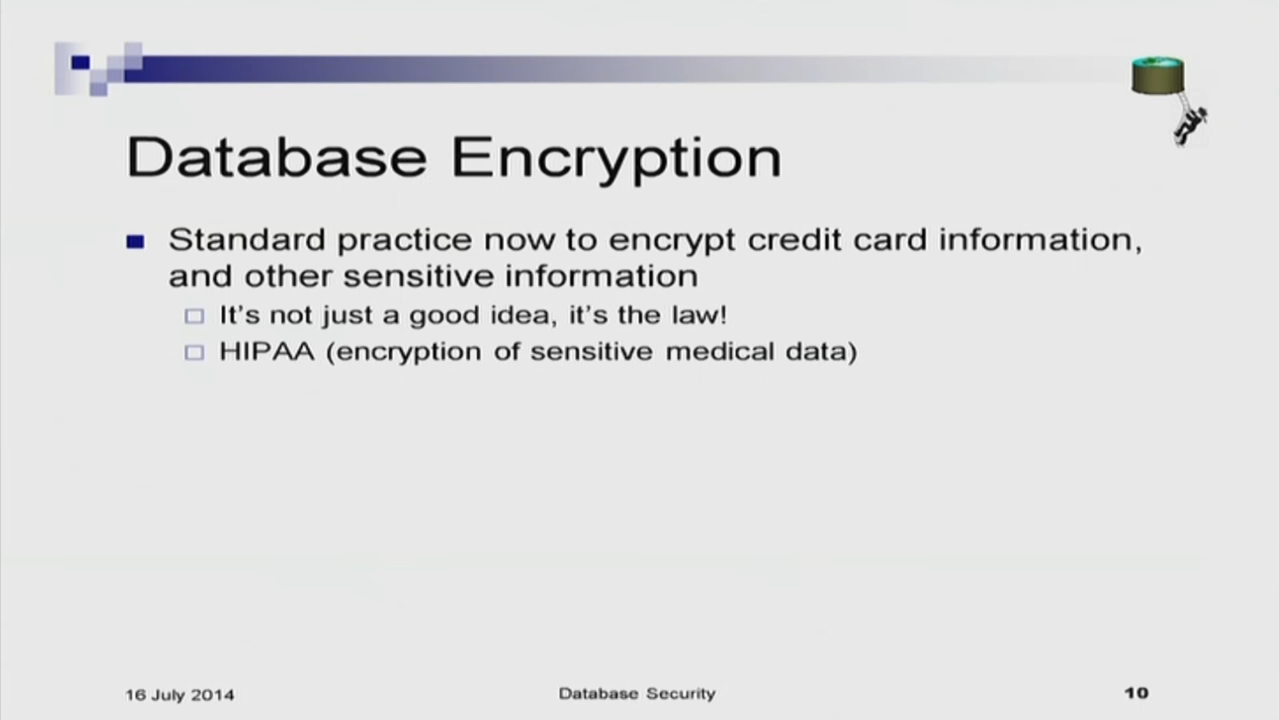 Database Encryption
Standard practice now to encrypt credit card information,
and other sensitive information
It's not just a good idea, it's the law!
HIPAA (encryption of sensitive medical data)
16 July 2014
Database Security
10